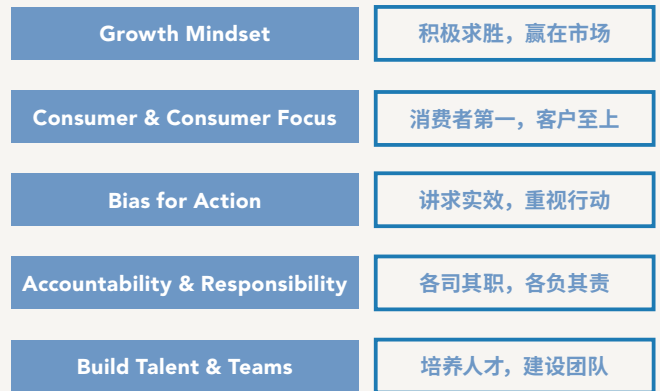 Growth Mindset
积极求胜，赢在市场
Consumer & Consumer Focus
消费者第一，客户至上
Bias for Action
讲求实效，重视行动
Accountability & Responsibility
各司其职，各负其责
Build Talent & Teams
培养人才，建设团队